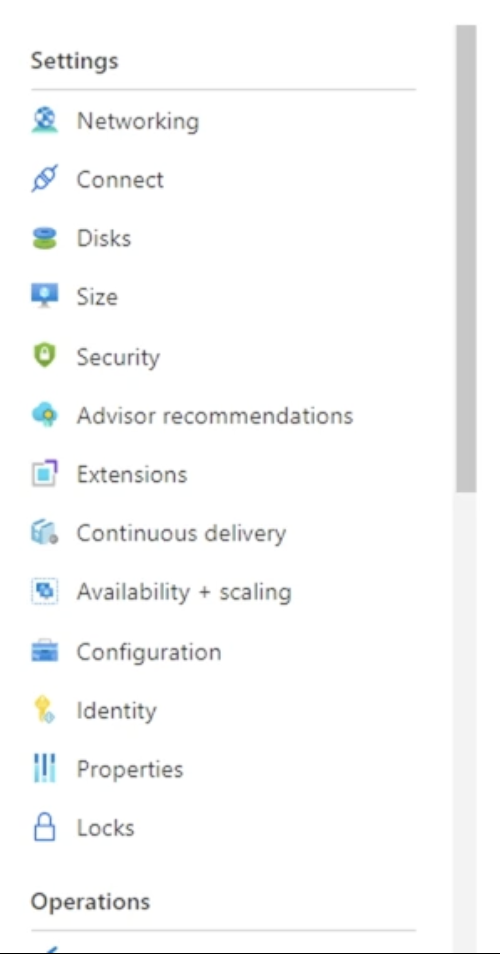 Settings
Networking
Connect
Disks
Size
Security
Advisor recommendations
Extensions
Continuous delivery
Availability + scaling
Configuration
Identity
Properties
Locks
Operations